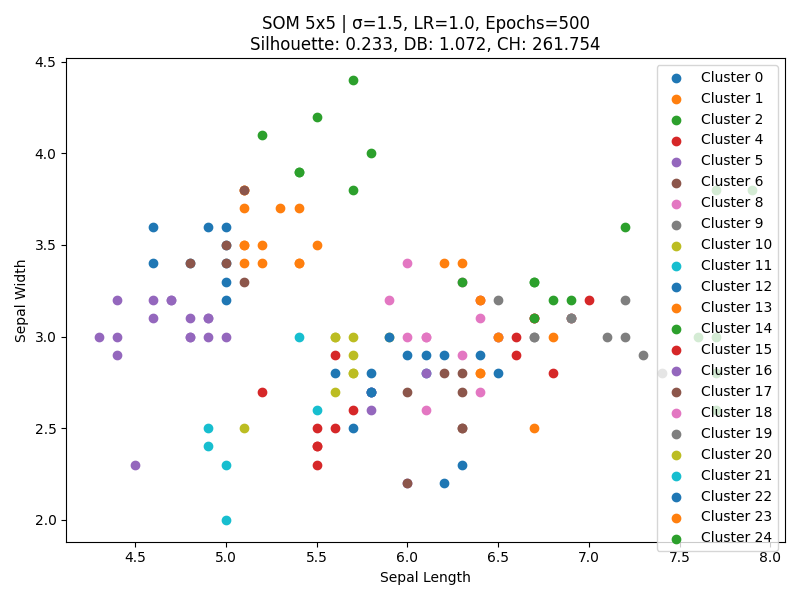 SOM 5x5 | σ=1.5, LR=1.0, Epochs=500
Silhouette: 0.233, DB: 1.072, CH: 261.754
4.5
4.0
3.5
3.0
2.5
2.0
Sepal Width
Cluster 0
Cluster 1
Cluster 2
Cluster 4
Cluster 5
Cluster 6
Cluster 8
Cluster 9
Cluster 10
Cluster 11
Cluster 12
Cluster 13
Cluster 14
Cluster 15
Cluster 16
Cluster 17
Cluster 18
Cluster 19
Cluster 20
Cluster 21
Cluster 22
Cluster 23
Cluster 24
4.5 5.0 5.5 6.0 6.5 7.0 7.5 8.0
Sepal Length